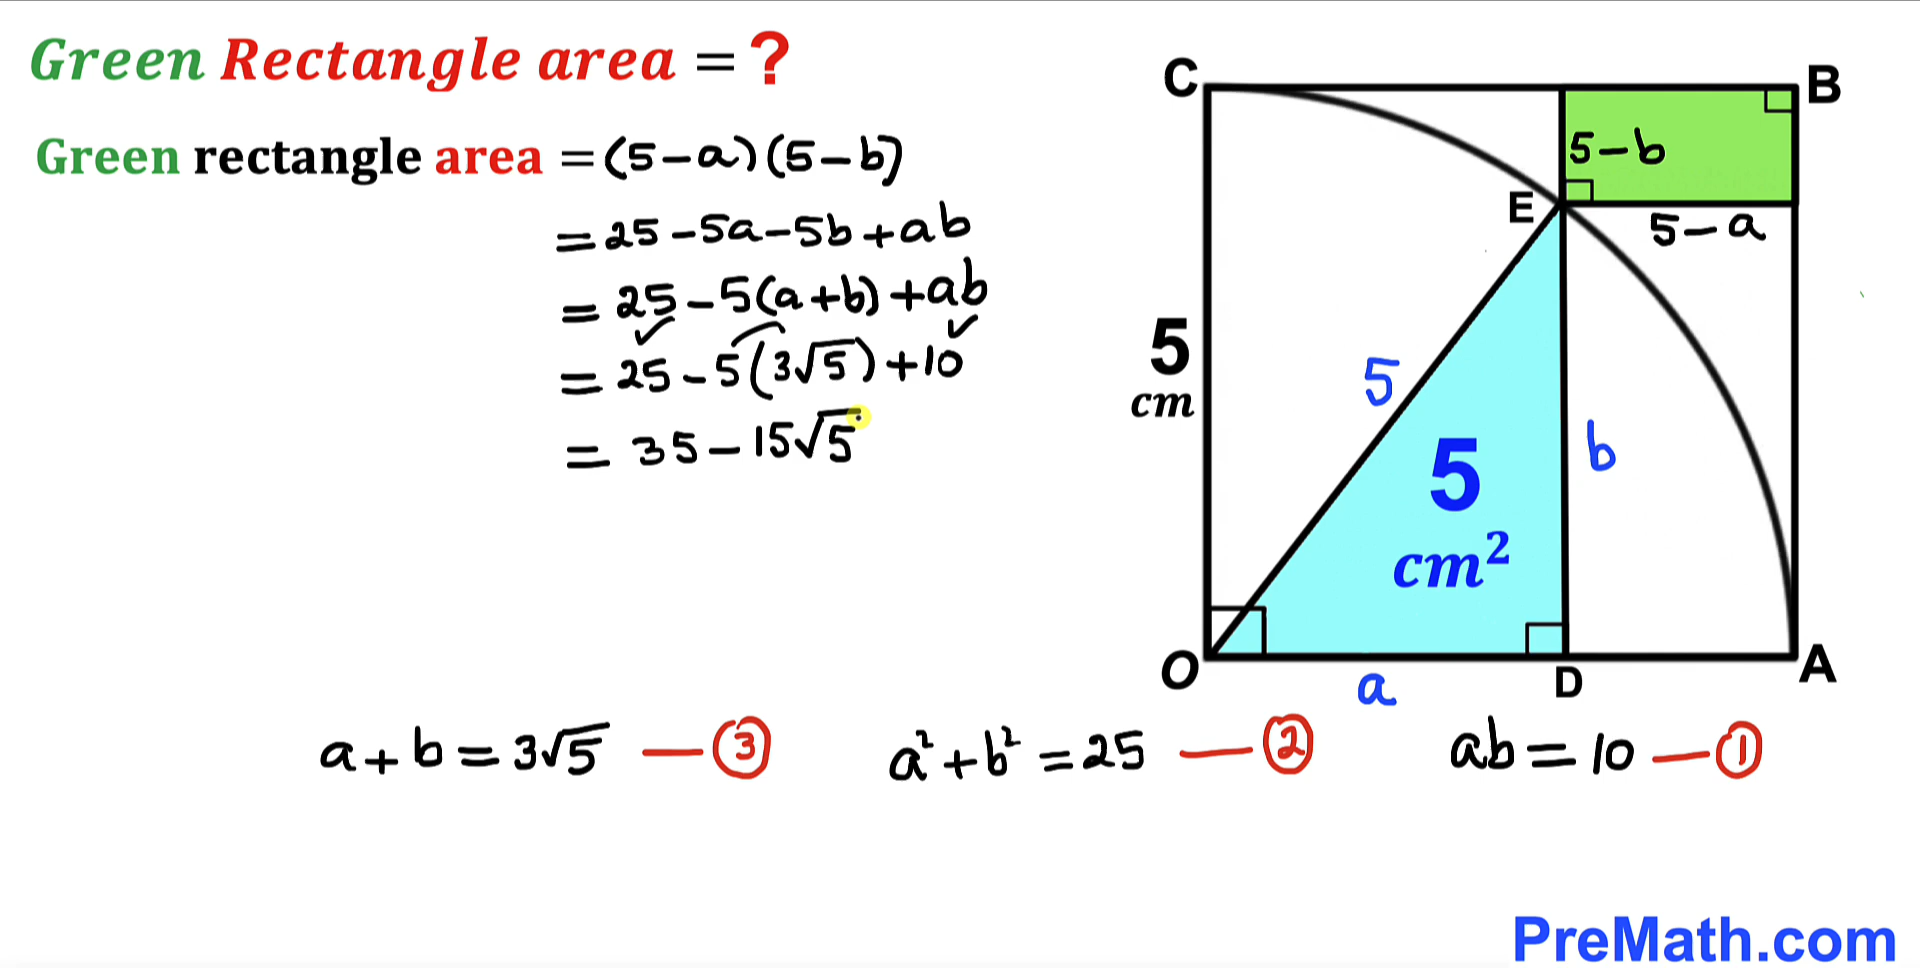 Green Rectangle area = ?
Green rectangle area = (5-a)(5-b)
= 25-5a-5b+ab
= 25-5(a+b)+ab
= 25-5(3√5)+10
= 35-15√5
C
B
5-b
E
5-a
5
cm
5
b
5
cm²
O
a
D
A
a+b=3√5 —③
a²+b²=25 —②
ab=10 —①
PreMath.com